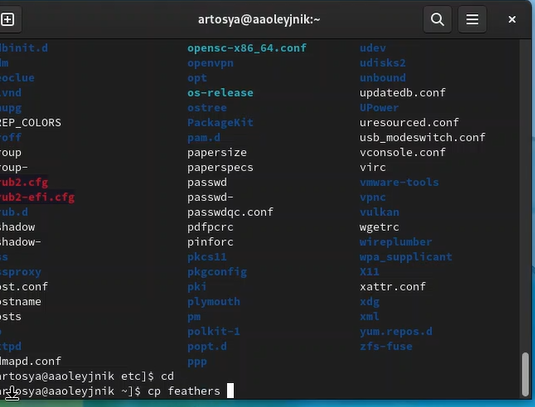 artosya@aaoleyjnik:~
dbinit.d opensc-x86_64.conf udev
dm openvpn udisks2
eoclue opt unbound
lvnd os-release updatedb.conf
nupg ostree UPower
REP_COLORS PackageKit uresourced.conf
roff pam.d usb_modeswitch.conf
roup papersize vconsole.conf
roup- paperspecs virc
rub2.cfg passwd vmware-tools
rub2-efi.cfg passwd- vpnc
rub.d passwdqc.conf vulkan
shadow pdfpcrc wgetrc
shadow- pinforc wireplumber
ss pkcs11 wpa_supplicant
ssproxy pkgconfig X11
ost.conf pki xattr.conf
ostname plymouth xdg
osts pm xml
polkit-1 yum.repos.d
ttpd popt.d zfs-fuse
dmapd.conf ppp
artosya@aaoleyjnik etc]$ cd
artosya@aaoleyjnik ~]$ cp feathers